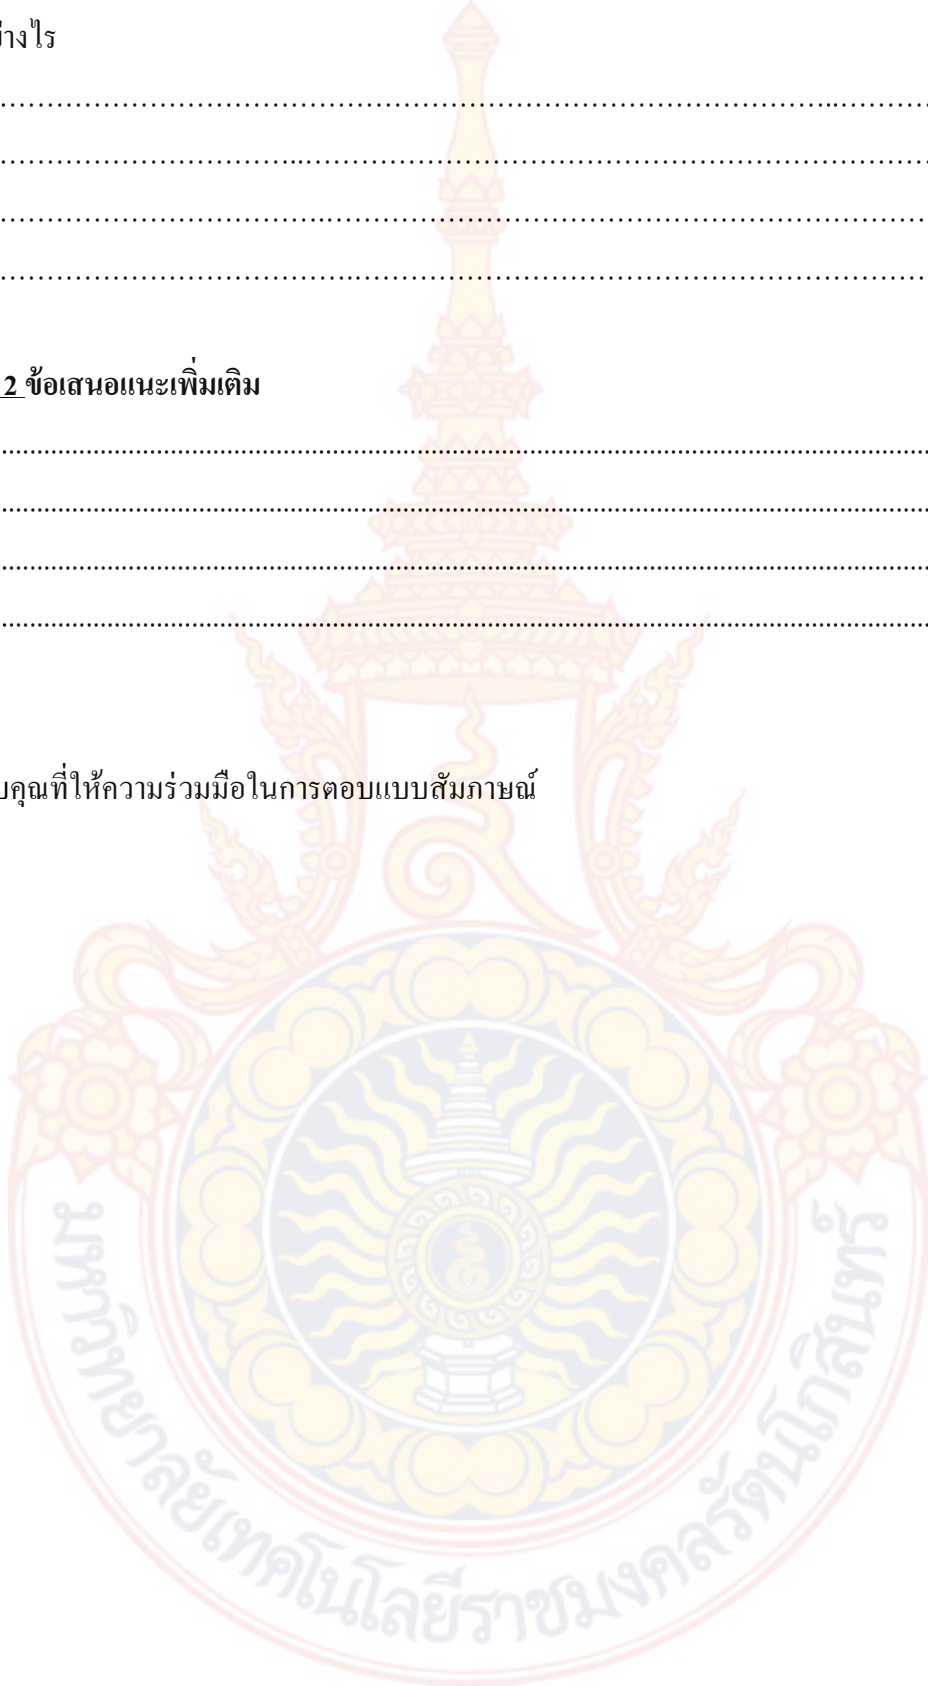 ย่างไร
……………………………………………………………………………..………
…………………………..……………………………………………………………
…………………………….………………………………………………………
……………………………….……………………………………………………
2 ข้อเสนอแนะเพิ่มเติม
....................................................................................................................................
....................................................................................................................................
....................................................................................................................................
....................................................................................................................................
บคุณที่ให้ความร่วมมือในการตอบแบบสัมภาษณ์
มหาวิทยาลัยเทคโนโลยีราชมงคลรัตนโกสินทร์